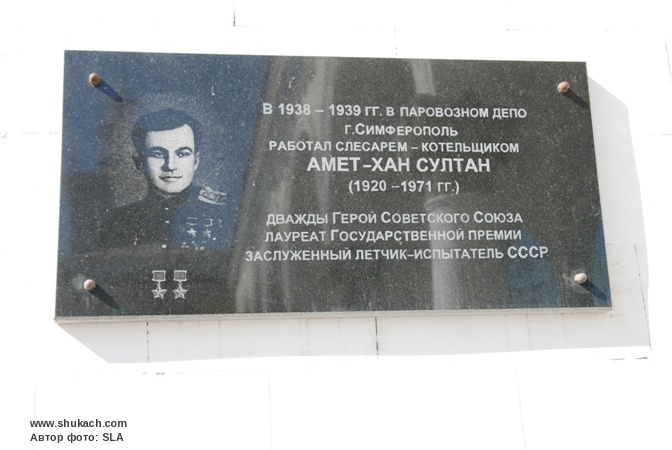 В 1938 – 1939 ГГ. В ПАРОВОЗНОМ ДЕПО
Г.СИМФЕРОПОЛЬ
РАБОТАЛ СЛЕСАРЕМ – КОТЕЛЬЩИКОМ
АМЕТ-ХАН СУЛТАН
(1920 –1971 ГГ.)
ДВАЖДЫ ГЕРОЙ СОВЕТСКОГО СОЮЗА
ЛАУРЕАТ ГОСУДАРСТВЕННОЙ ПРЕМИИ
ЗАСЛУЖЕННЫЙ ЛЕТЧИК-ИСПЫТАТЕЛЬ СССР
www.shukach.com
Автор фото: SLA